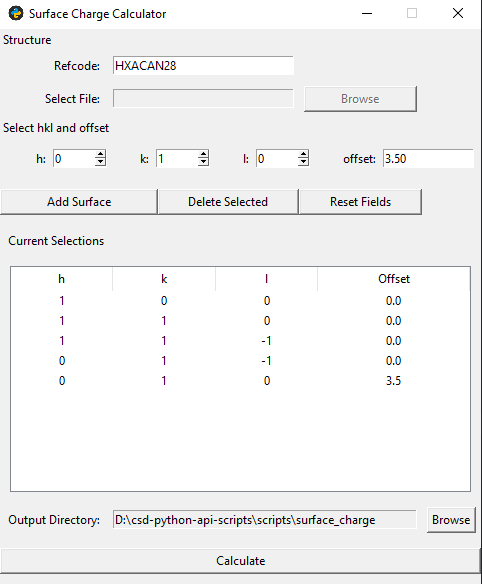 Surface Charge Calculator
Structure
Refcode: HXACAN28
Select File: Browse
Select hkl and offset
h: 0 k: 1 l: 0 offset: 3.50
Add Surface Delete Selected Reset Fields
Current Selections
h k l Offset
1 0 0 0.0
1 1 0 0.0
1 1 -1 0.0
0 1 -1 0.0
0 1 0 3.5
Output Directory: D:\csd-python-api-scripts\scripts\surface_charge Browse
Calculate